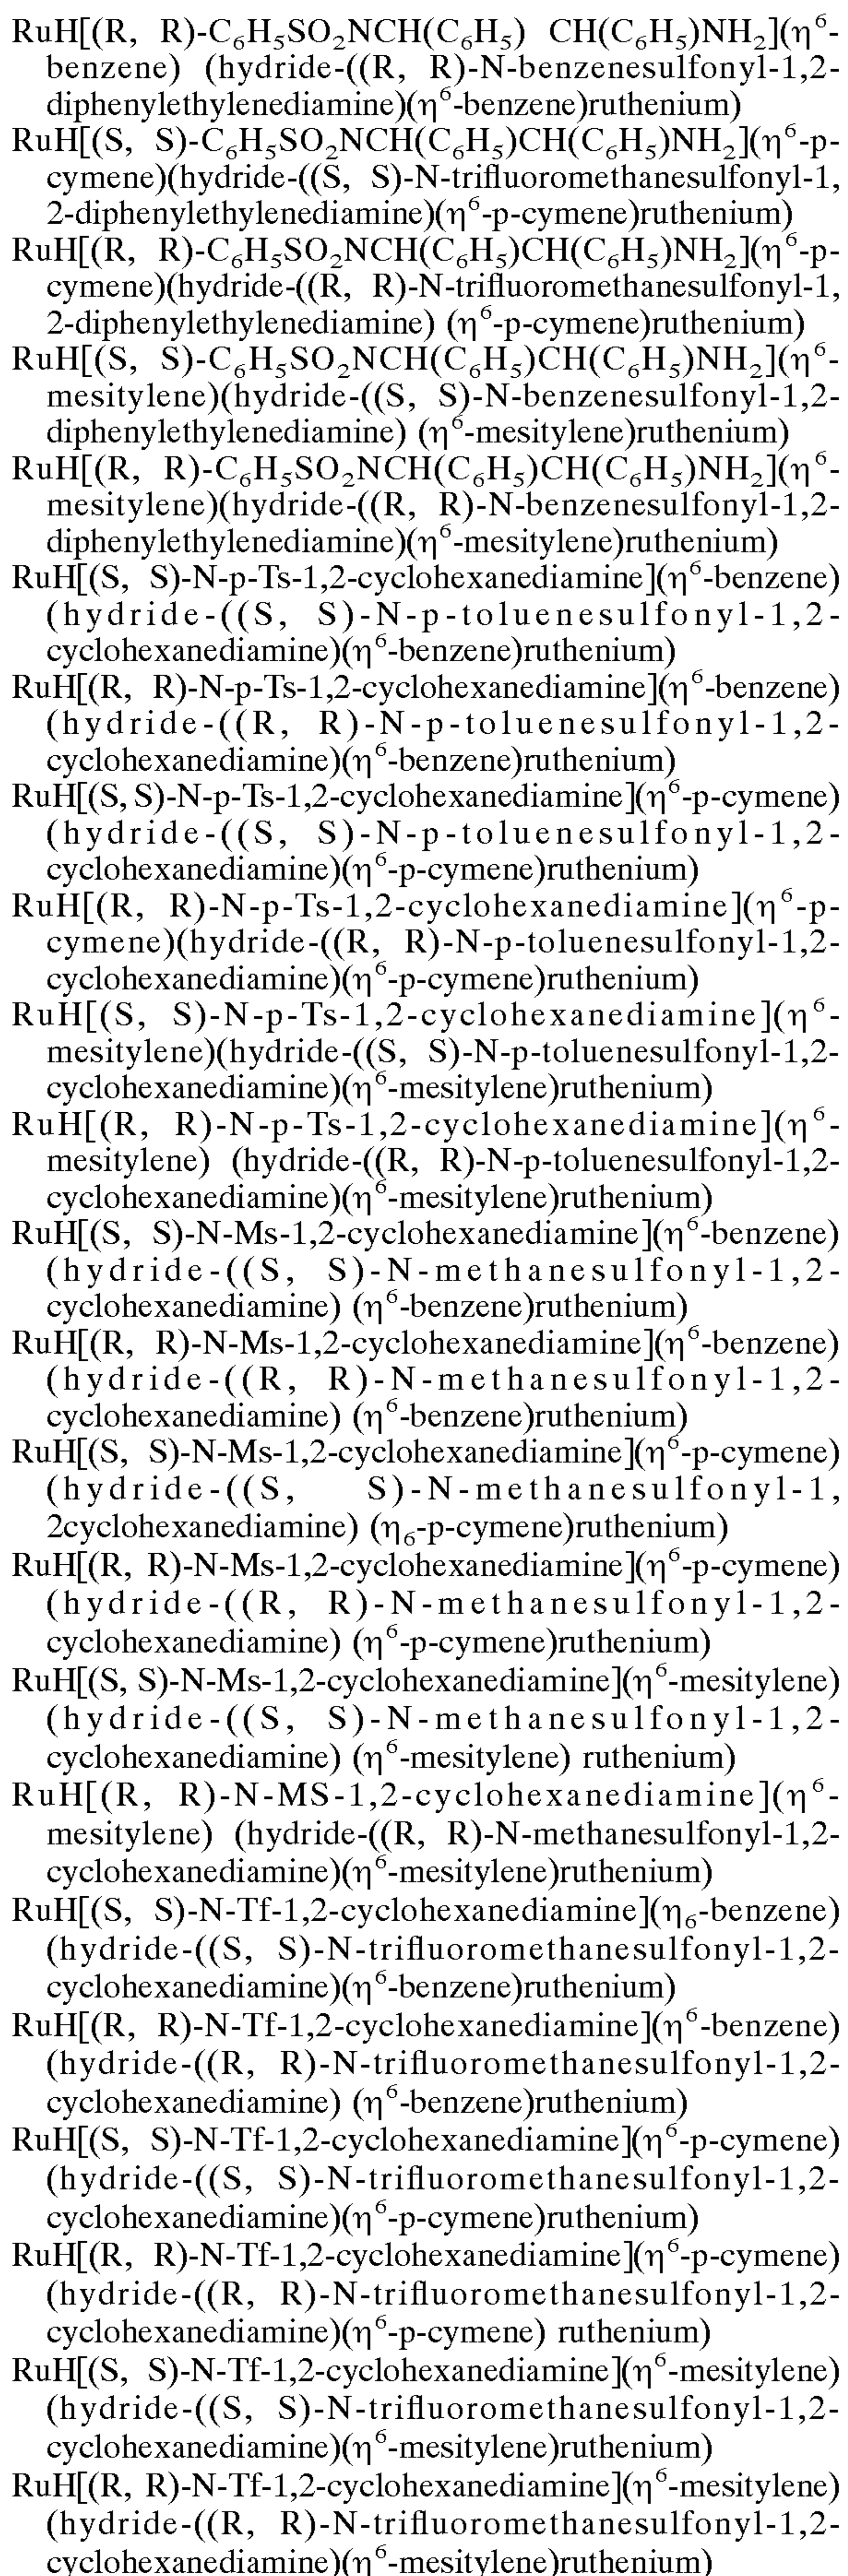 RuH[(R, R)-C₆H₅SO₂NCH(C₆H₅) CH(C₆H₅)NH₂](η⁶-
benzene) (hydride-((R, R)-N-benzenesulfonyl-1,2-
diphenylethylenediamine)(η⁶-benzene)ruthenium)
RuH[(S, S)-C₆H₅SO₂NCH(C₆H₅)CH(C₆H₅)NH₂](η⁶-p-
cymene)(hydride-((S, S)-N-trifluoromethanesulfonyl-1,
2-diphenylethylenediamine)(η⁶-p-cymene)ruthenium)
RuH[(R, R)-C₆H₅SO₂NCH(C₆H₅)CH(C₆H₅)NH₂](η⁶-p-
cymene)(hydride-((R, R)-N-trifluoromethanesulfonyl-1,
2-diphenylethylenediamine) (η⁶-p-cymene)ruthenium)
RuH[(S, S)-C₆H₅SO₂NCH(C₆H₅)CH(C₆H₅)NH₂](η⁶-
mesitylene)(hydride-((S, S)-N-benzenesulfonyl-1,2-
diphenylethylenediamine) (η⁶-mesitylene)ruthenium)
RuH[(R, R)-C₆H₅SO₂NCH(C₆H₅)CH(C₆H₅)NH₂](η⁶-
mesitylene)(hydride-((R, R)-N-benzenesulfonyl-1,2-
diphenylethylenediamine)(η⁶-mesitylene)ruthenium)
RuH[(S, S)-N-p-Ts-1,2-cyclohexanediamine](η⁶-benzene)
(hydride-((S, S)-N-p-toluenesulfonyl-1,2-
cyclohexanediamine)(η⁶-benzene)ruthenium)
RuH[(R, R)-N-p-Ts-1,2-cyclohexanediamine](η⁶-benzene)
(hydride-((R, R)-N-p-toluenesulfonyl-1,2-
cyclohexanediamine)(η⁶-benzene)ruthenium)
RuH[(S, S)-N-p-Ts-1,2-cyclohexanediamine](η⁶-p-cymene)
(hydride-((S, S)-N-p-toluenesulfonyl-1,2-
cyclohexanediamine)(η⁶-p-cymene)ruthenium)
RuH[(R, R)-N-p-Ts-1,2-cyclohexanediamine](η⁶-p-
cymene)(hydride-((R, R)-N-p-toluenesulfonyl-1,2-
cyclohexanediamine)(η⁶-p-cymene)ruthenium)
RuH[(S, S)-N-p-Ts-1,2-cyclohexanediamine](η⁶-
mesitylene)(hydride-((S, S)-N-p-toluenesulfonyl-1,2-
cyclohexanediamine)(η⁶-mesitylene)ruthenium)
RuH[(R, R)-N-p-Ts-1,2-cyclohexanediamine](η⁶-
mesitylene) (hydride-((R, R)-N-p-toluenesulfonyl-1,2-
cyclohexanediamine)(η⁶-mesitylene)ruthenium)
RuH[(S, S)-N-Ms-1,2-cyclohexanediamine](η⁶-benzene)
(hydride-((S, S)-N-methanesulfonyl-1,2-
cyclohexanediamine) (η⁶-benzene)ruthenium)
RuH[(R, R)-N-Ms-1,2-cyclohexanediamine](η⁶-benzene)
(hydride-((R, R)-N-methanesulfonyl-1,2-
cyclohexanediamine) (η⁶-benzene)ruthenium)
RuH[(S, S)-N-Ms-1,2-cyclohexanediamine](η⁶-p-cymene)
(hydride-((S, S)-N-methanesulfonyl-1,
2cyclohexanediamine) (η₆-p-cymene)ruthenium)
RuH[(R, R)-N-Ms-1,2-cyclohexanediamine](η⁶-p-cymene)
(hydride-((R, R)-N-methanesulfonyl-1,2-
cyclohexanediamine) (η⁶-p-cymene)ruthenium)
RuH[(S, S)-N-Ms-1,2-cyclohexanediamine](η⁶-mesitylene)
(hydride-((S, S)-N-methanesulfonyl-1,2-
cyclohexanediamine) (η⁶-mesitylene) ruthenium)
RuH[(R, R)-N-MS-1,2-cyclohexanediamine](η⁶-
mesitylene) (hydride-((R, R)-N-methanesulfonyl-1,2-
cyclohexanediamine)(η⁶-mesitylene)ruthenium)
RuH[(S, S)-N-Tf-1,2-cyclohexanediamine](η₆-benzene)
(hydride-((S, S)-N-trifluoromethanesulfonyl-1,2-
cyclohexanediamine)(η⁶-benzene)ruthenium)
RuH[(R, R)-N-Tf-1,2-cyclohexanediamine](η⁶-benzene)
(hydride-((R, R)-N-trifluoromethanesulfonyl-1,2-
cyclohexanediamine) (η⁶-benzene)ruthenium)
RuH[(S, S)-N-Tf-1,2-cyclohexanediamine](η⁶-p-cymene)
(hydride-((S, S)-N-trifluoromethanesulfonyl-1,2-
cyclohexanediamine)(η⁶-p-cymene)ruthenium)
RuH[(R, R)-N-Tf-1,2-cyclohexanediamine](η⁶-p-cymene)
(hydride-((R, R)-N-trifluoromethanesulfonyl-1,2-
cyclohexanediamine)(η⁶-p-cymene) ruthenium)
RuH[(S, S)-N-Tf-1,2-cyclohexanediamine](η⁶-mesitylene)
(hydride-((S, S)-N-trifluoromethanesulfonyl-1,2-
cyclohexanediamine)(η⁶-mesitylene)ruthenium)
RuH[(R, R)-N-Tf-1,2-cyclohexanediamine](η⁶-mesitylene)
(hydride-((R, R)-N-trifluoromethanesulfonyl-1,2-
cyclohexanediamine)(η⁶-mesitylene)ruthenium)